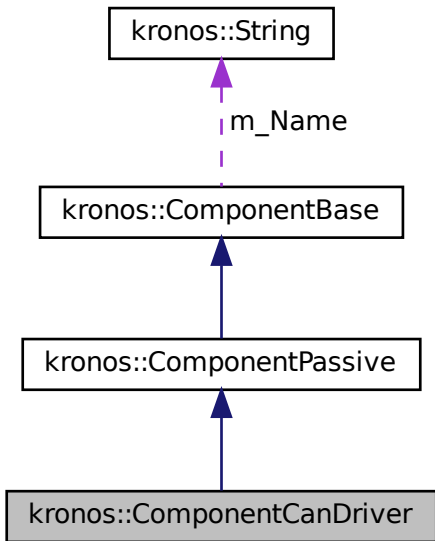 kronos::String
m_Name
kronos::ComponentBase
kronos::ComponentPassive
kronos::ComponentCanDriver